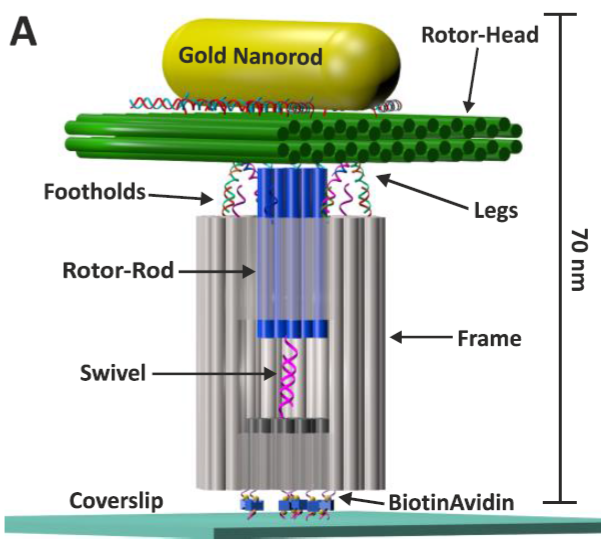 A
Gold Nanorod
Rotor-Head
Footholds
Legs
Rotor-Rod
70 nm
Frame
Swivel
Coverslip
BiotinAvidin